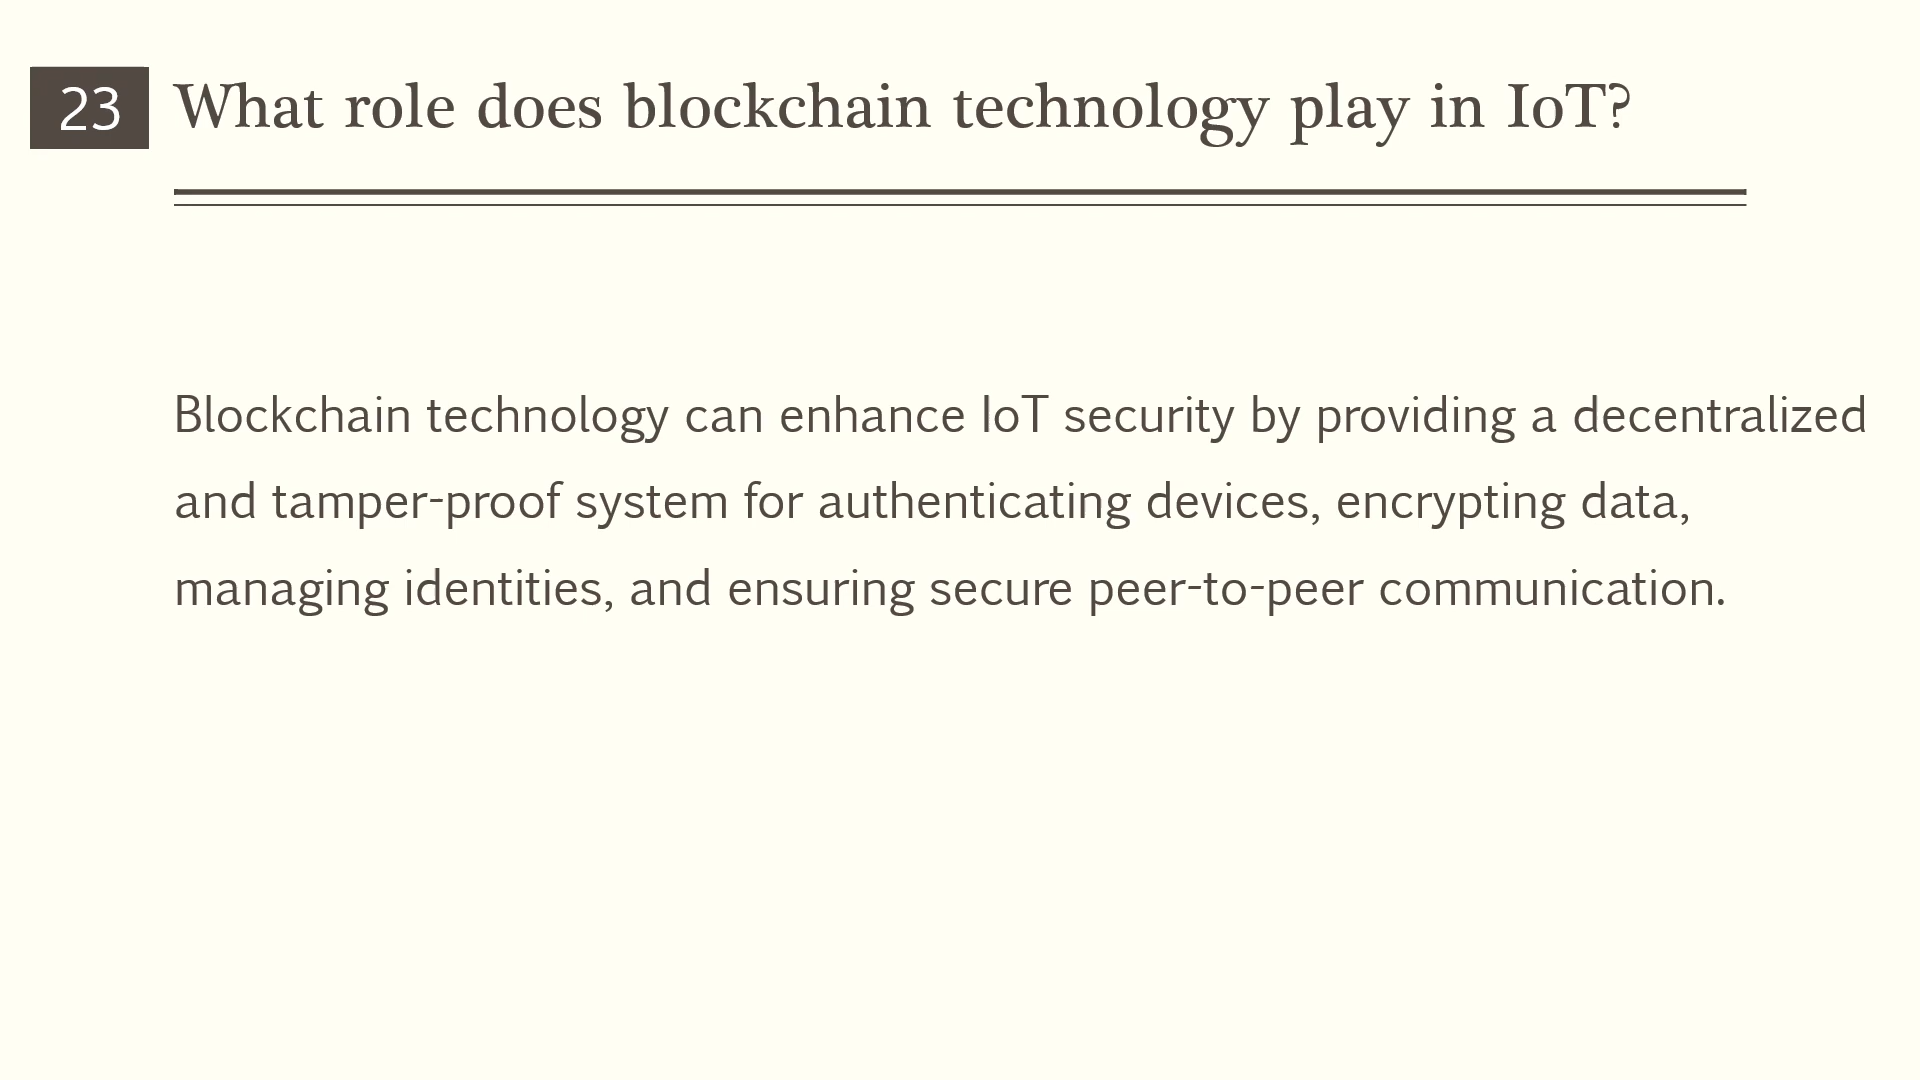 23
What role does blockchain technology play in IoT?
Blockchain technology can enhance IoT security by providing a decentralized
and tamper-proof system for authenticating devices, encrypting data,
managing identities, and ensuring secure peer-to-peer communication.